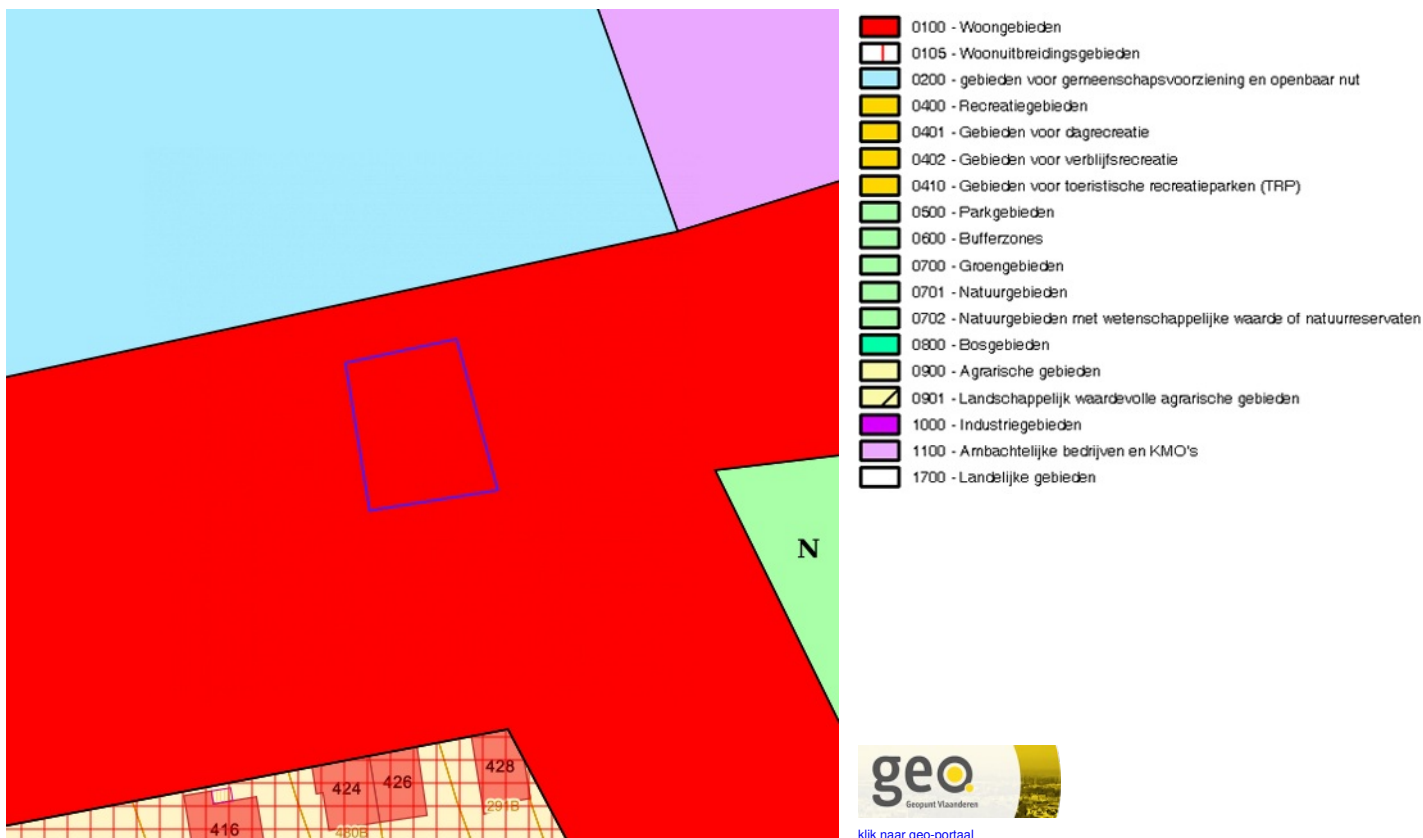 0100 - Woongebieden
0105 - Woonuitbreidingsgebieden
0200 - gebieden voor gemeenschapsvoorziening en openbaar nut
0400 - Recreatiegebieden
0401 - Gebieden voor dagrecreatie
0402 - Gebieden voor verblijfsrecreatie
0410 - Gebieden voor toeristische recreatieparken (TRP)
0500 - Parkgebieden
0600 - Bufferzones
0700 - Groengebieden
0701 - Natuurgebieden
0702 - Natuurgebieden met wetenschappelijke waarde of natuurreservaten
0800 - Bosgebieden
0900 - Agrarische gebieden
0901 - Landschappelijk waardevolle agrarische gebieden
1000 - Industriegebieden
1100 - Ambachtelijke bedrijven en KMO's
1700 - Landelijke gebieden
N
428
426
424
291B
416
480B
geo
Geopunt Vlaanderen
klik naar geo-portaal